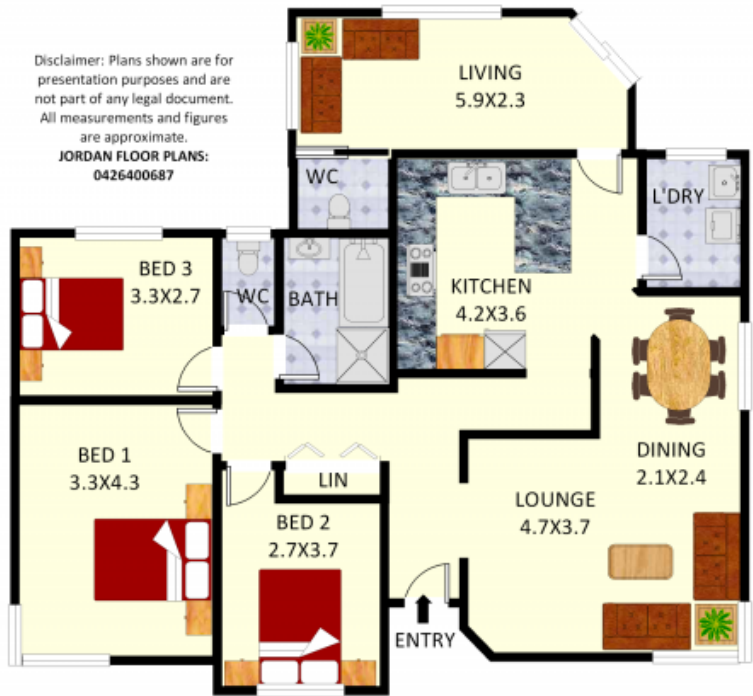 Disclaimer: Plans shown are for
presentation purposes and are
not part of any legal document.
All measurements and figures
are approximate.
JORDAN FLOOR PLANS:
0426400687
LIVING
5.9X2.3
WC
L'DRY
BED 3
3.3X2.7
WC
BATH
KITCHEN
4.2X3.6
BED 1
3.3X4.3
LIN
DINING
2.1X2.4
BED 2
2.7X3.7
LOUNGE
4.7X3.7
ENTRY